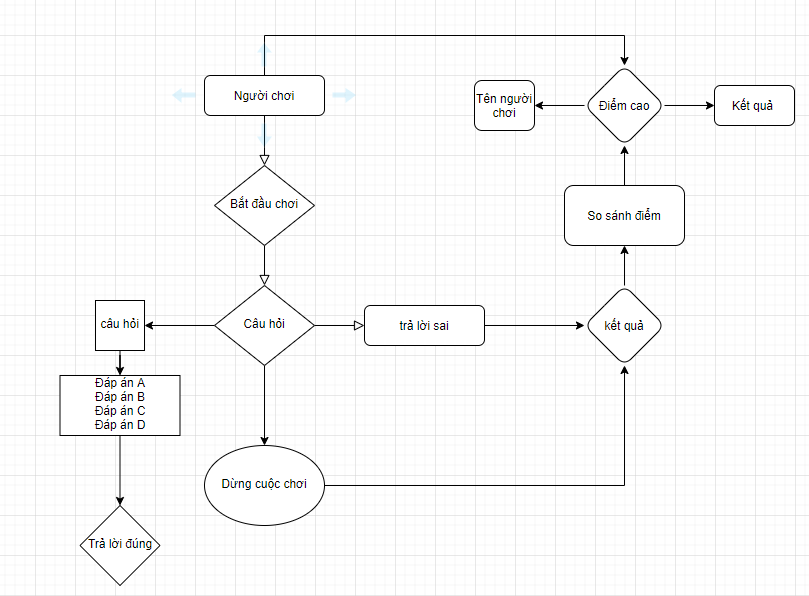 Người chơi
Tên người
chơi
Điểm cao
Kết quả
Bắt đầu chơi
So sánh điểm
câu hỏi
Câu hỏi
trả lời sai
kết quả
Đáp án A
Đáp án B
Đáp án C
Đáp án D
Dừng cuộc chơi
Trả lời đúng